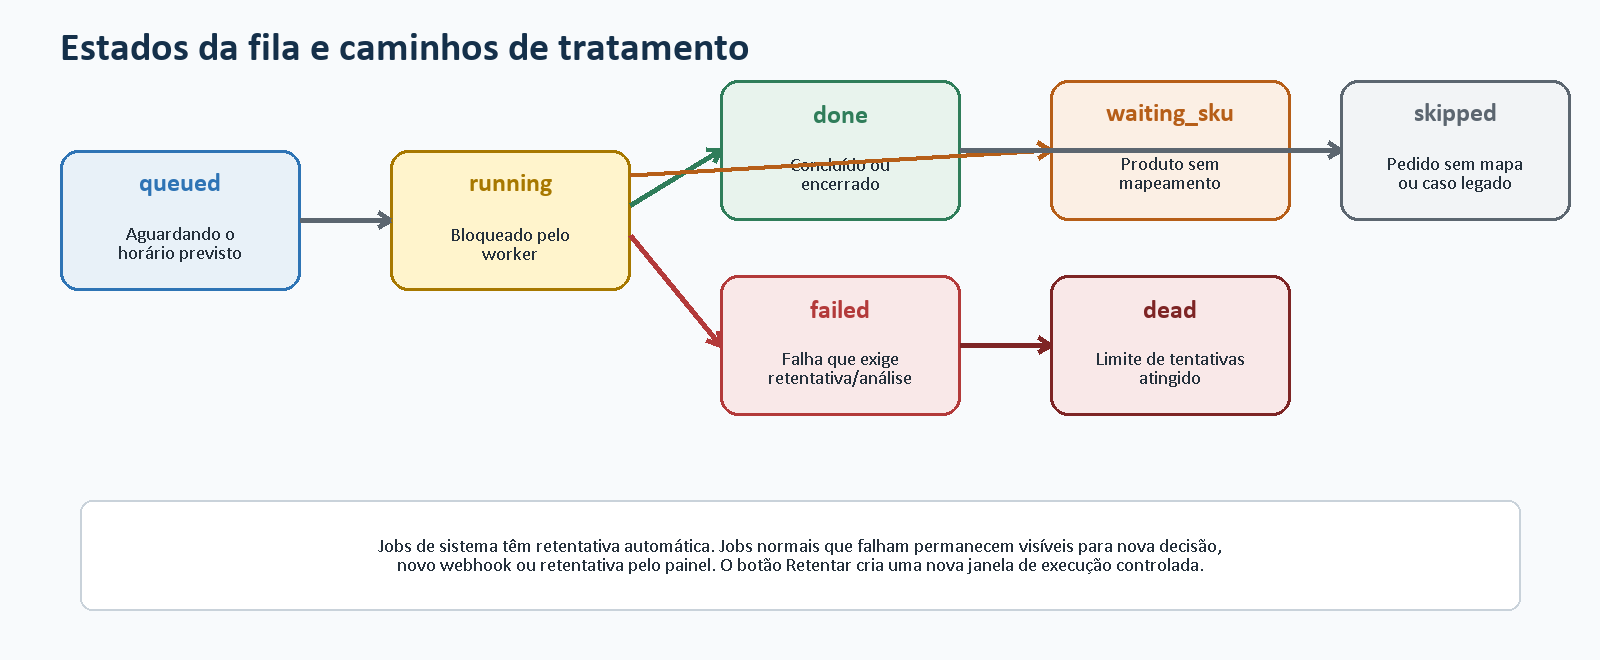 Estados da fila e caminhos de tratamento
queued
Aguardando o
horário previsto
running
Bloqueado pelo
worker
done
Concluído ou
encerrado
waiting_sku
Produto sem
mapeamento
skipped
Pedido sem mapa
ou caso legado
failed
Falha que exige
retentativa/análise
dead
Limite de tentativas
atingido
Jobs de sistema têm retentativa automática. Jobs normais que falham permanecem visíveis para nova decisão,
novo webhook ou retentativa pelo painel. O botão Retentar cria uma nova janela de execução controlada.